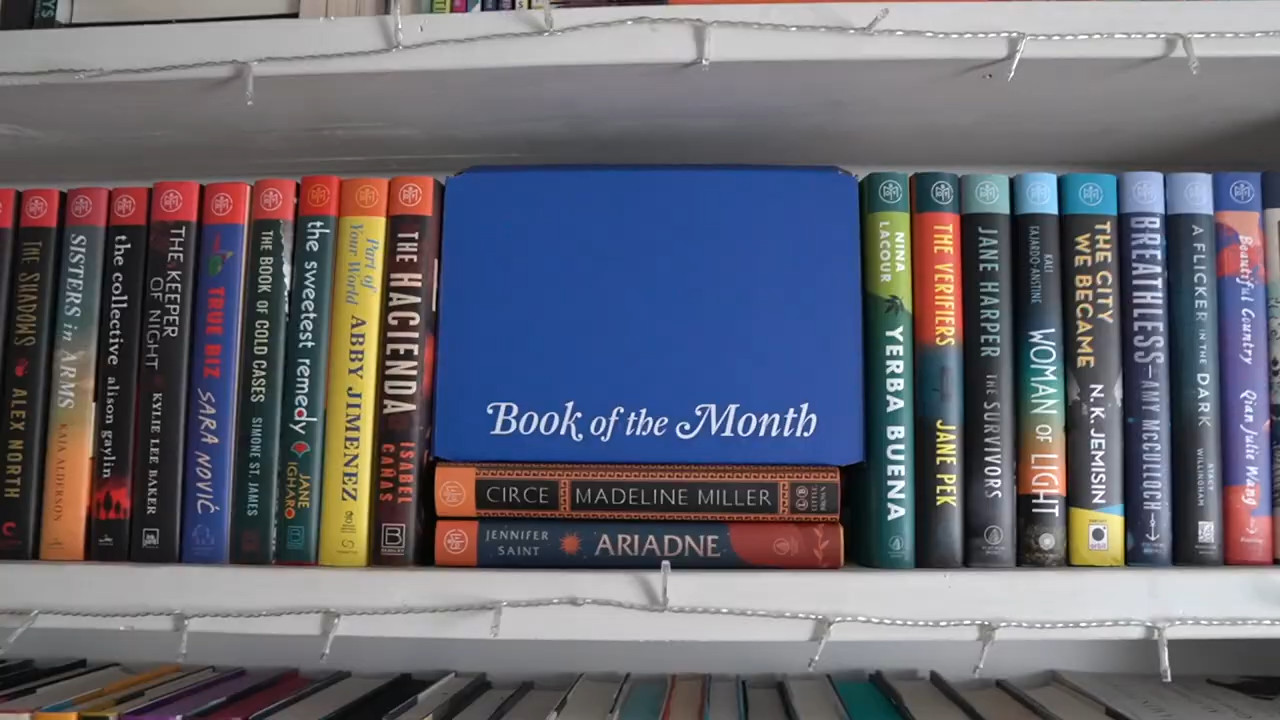 YS
THE SHADOWS
ALEX NORTH
SISTERS in ARMS
KAIA ALDERSON
the collective
alison gaylin
THE KEEPER
OF NIGHT
KYLIE LEE BAKER
TRUE BIZ
SARA NOVIĆ
THE BOOK OF COLD CASES
SIMONE ST. JAMES
the sweetest remedy
JANE
IGHARO
Part of
Your World
ABBY JIMENEZ
THE HACIENDA
ISABEL
CAÑAS
BERKLEY
Book of the Month
CIRCE
MADELINE MILLER
JENNIFER
SAINT
ARIADNE
NINA
LACOUR
YERBA BUENA
THE VERIFIERS
JANE PEK
JANE HARPER
THE SURVIVORS
KALI
FAJARDO-ANSTINE
WOMAN OF LIGHT
THE CITY
WE BECAME
N. K. JEMISIN
BREATHLESS
AMY MCCULLOCH
A FLICKER IN THE DARK
STACY
WILLINGHAM
Beautiful Country
Qian Julie Wang